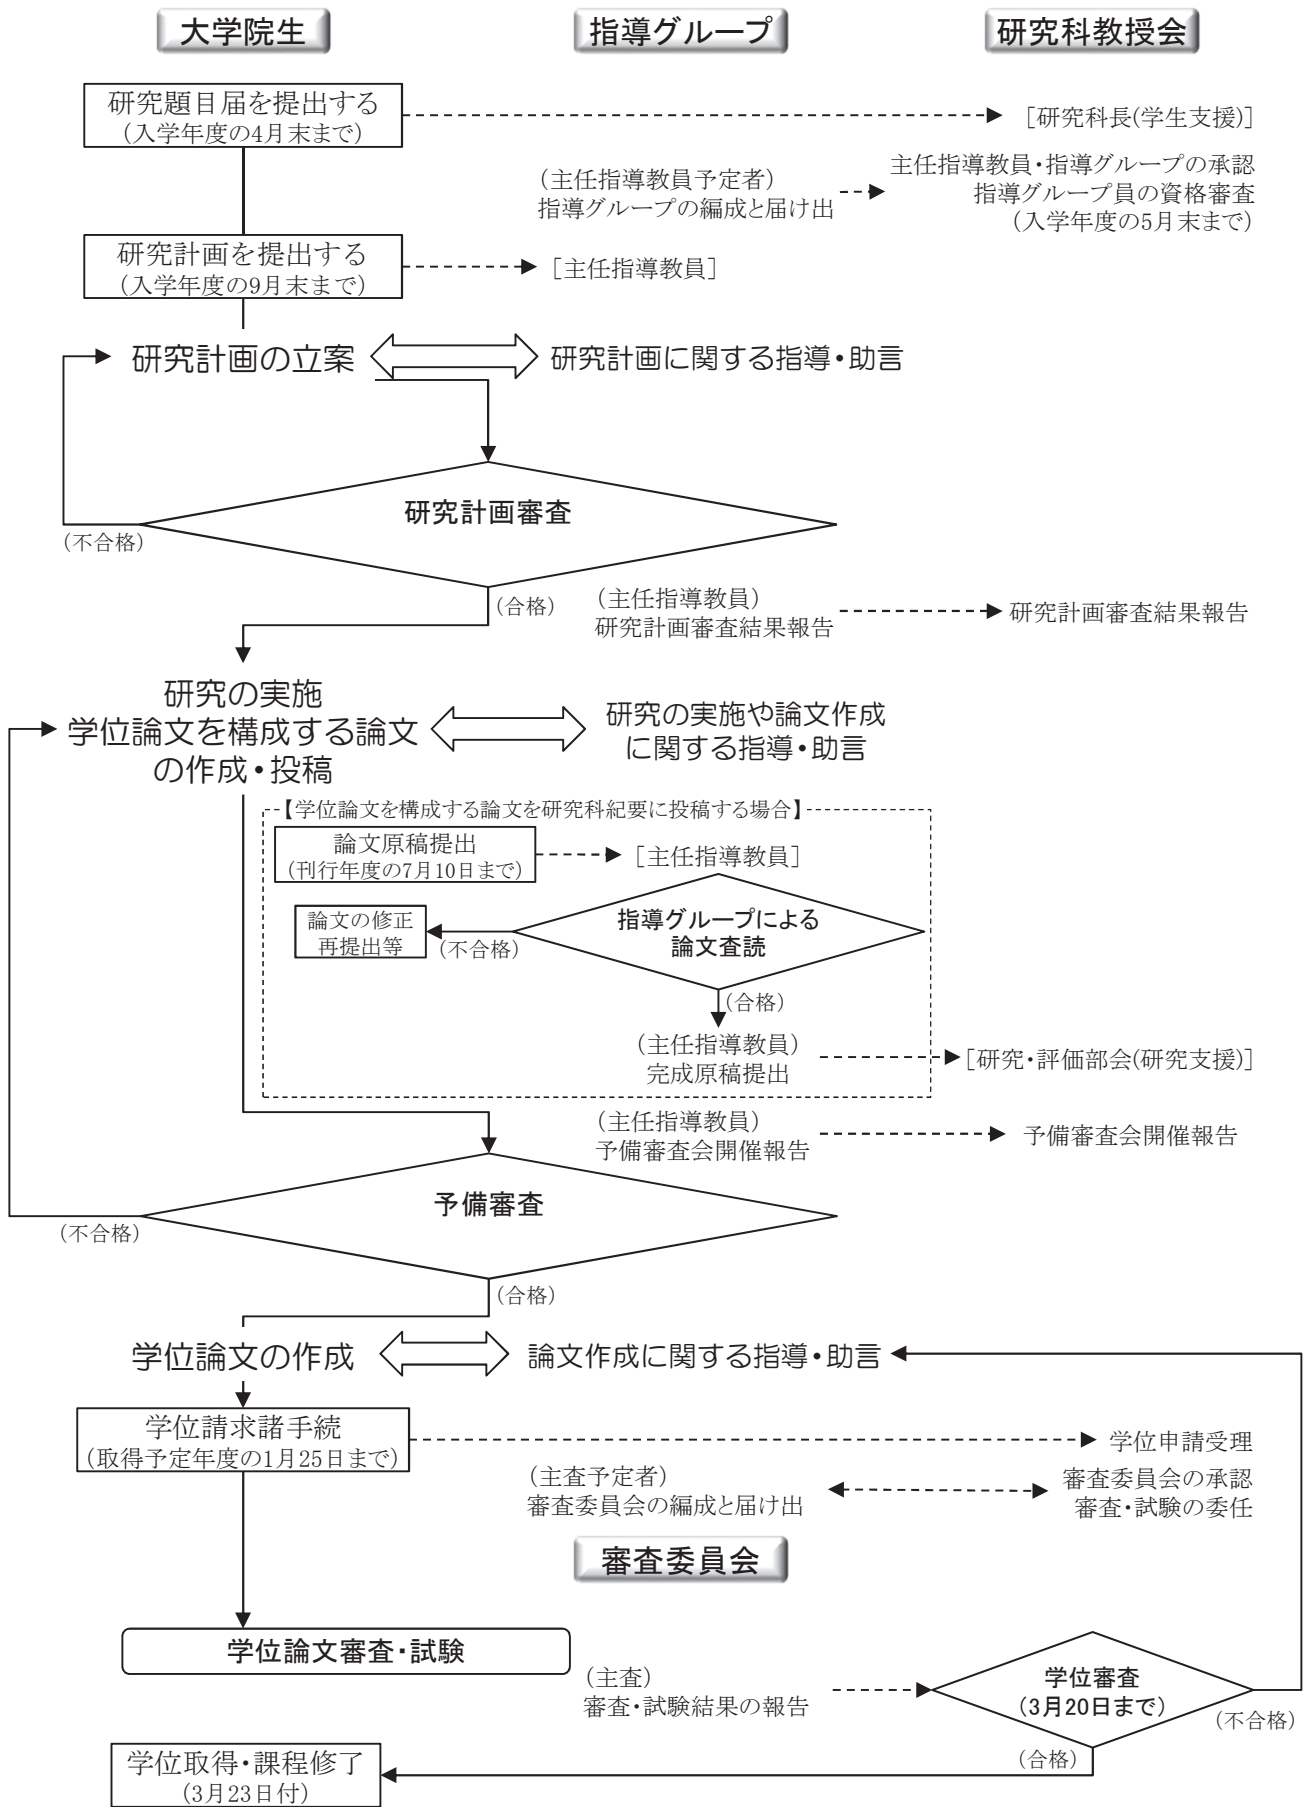 大学院生
指導グループ
研究科教授会
研究題目届を提出する
(入学年度の4月末まで)
[研究科長(学生支援)]
(主任指導教員予定者)
指導グループの編成と届け出
主任指導教員・指導グループの承認
指導グループ員の資格審査
(入学年度の5月末まで)
研究計画を提出する
(入学年度の9月末まで)
[主任指導教員]
研究計画の立案
研究計画に関する指導・助言
研究計画審査
(不合格)
(合格)
(主任指導教員)
研究計画審査結果報告
研究計画審査結果報告
研究の実施
学位論文を構成する論文
の作成・投稿
研究の実施や論文作成
に関する指導・助言
【学位論文を構成する論文を研究科紀要に投稿する場合】
論文原稿提出
(刊行年度の7月10日まで)
[主任指導教員]
指導グループによる
論文査読
論文の修正
再提出等
(不合格)
(合格)
(主任指導教員)
完成原稿提出
[研究・評価部会(研究支援)]
(主任指導教員)
予備審査会開催報告
予備審査会開催報告
予備審査
(不合格)
(合格)
学位論文の作成
論文作成に関する指導・助言
学位請求諸手続
(取得予定年度の1月25日まで)
学位申請受理
(主査予定者)
審査委員会の編成と届け出
審査委員会の承認
審査・試験の委任
審査委員会
学位論文審査・試験
(主査)
審査・試験結果の報告
学位審査
(3月20日まで)
(不合格)
(合格)
学位取得・課程修了
(3月23日付)